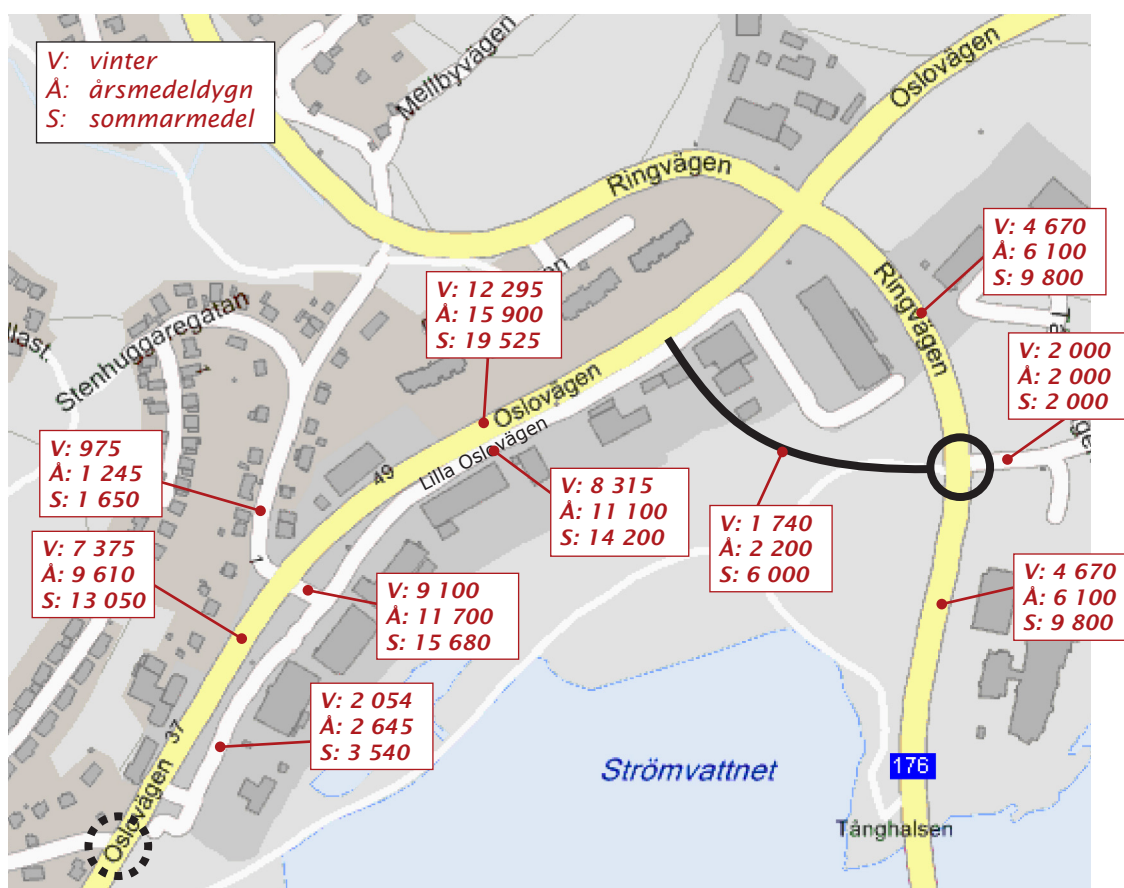 V: vinter
Å: årsmedeldygn
S: sommarmedel
Mellbyvägen
Oslovägen
Ringvägen
V: 4 670
Å: 6 100
S: 9 800
Ringvägen
V: 12 295
Å: 15 900
S: 19 525
Stenhuggaregatan
V: 2 000
Å: 2 000
S: 2 000
Oslovägen
Lilla Oslovägen
49
V: 975
Å: 1 245
S: 1 650
V: 8 315
Å: 11 100
S: 14 200
V: 1 740
Å: 2 200
S: 6 000
V: 7 375
Å: 9 610
S: 13 050
V: 9 100
Å: 11 700
S: 15 680
V: 4 670
Å: 6 100
S: 9 800
V: 2 054
Å: 2 645
S: 3 540
37
Strömvattnet
176
Tånghalsen
Oslovägen